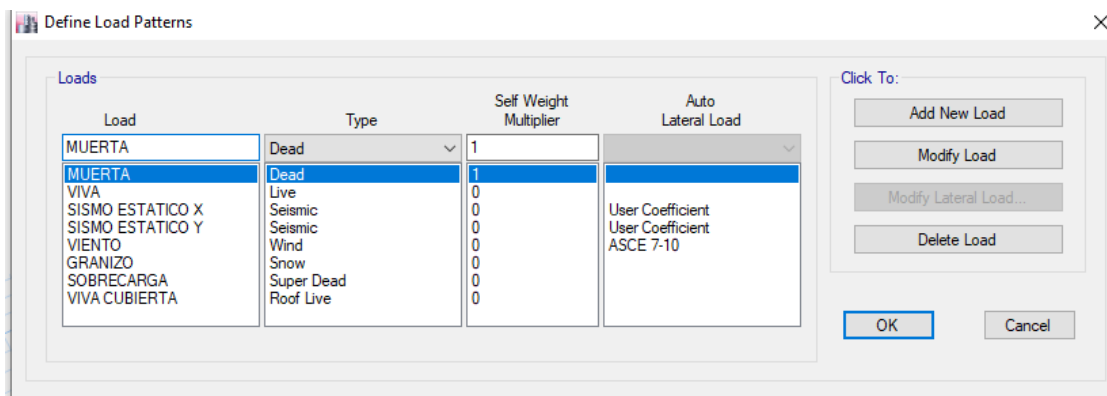 Define Load Patterns
Loads
Click To:
Load Type Self Weight Multiplier Auto Lateral Load
MUERTA Dead 1
MUERTA Dead 1
VIVA Live 0
SISMO ESTATICO X Seismic 0 User Coefficient
SISMO ESTATICO Y Seismic 0 User Coefficient
VIENTO Wind 0 ASCE 7-10
GRANIZO Snow 0
SOBRECARGA Super Dead 0
VIVA CUBIERTA Roof Live 0
Add New Load
Modify Load
Modify Lateral Load...
Delete Load
OK Cancel